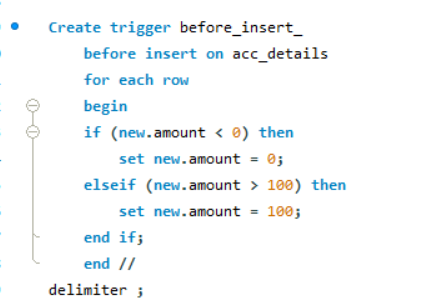 Create trigger before_insert_
before insert on acc_details
for each row
begin
if (new.amount < 0) then
set new.amount = 0;
elseif (new.amount > 100) then
set new.amount = 100;
end if;
end //
delimiter ;